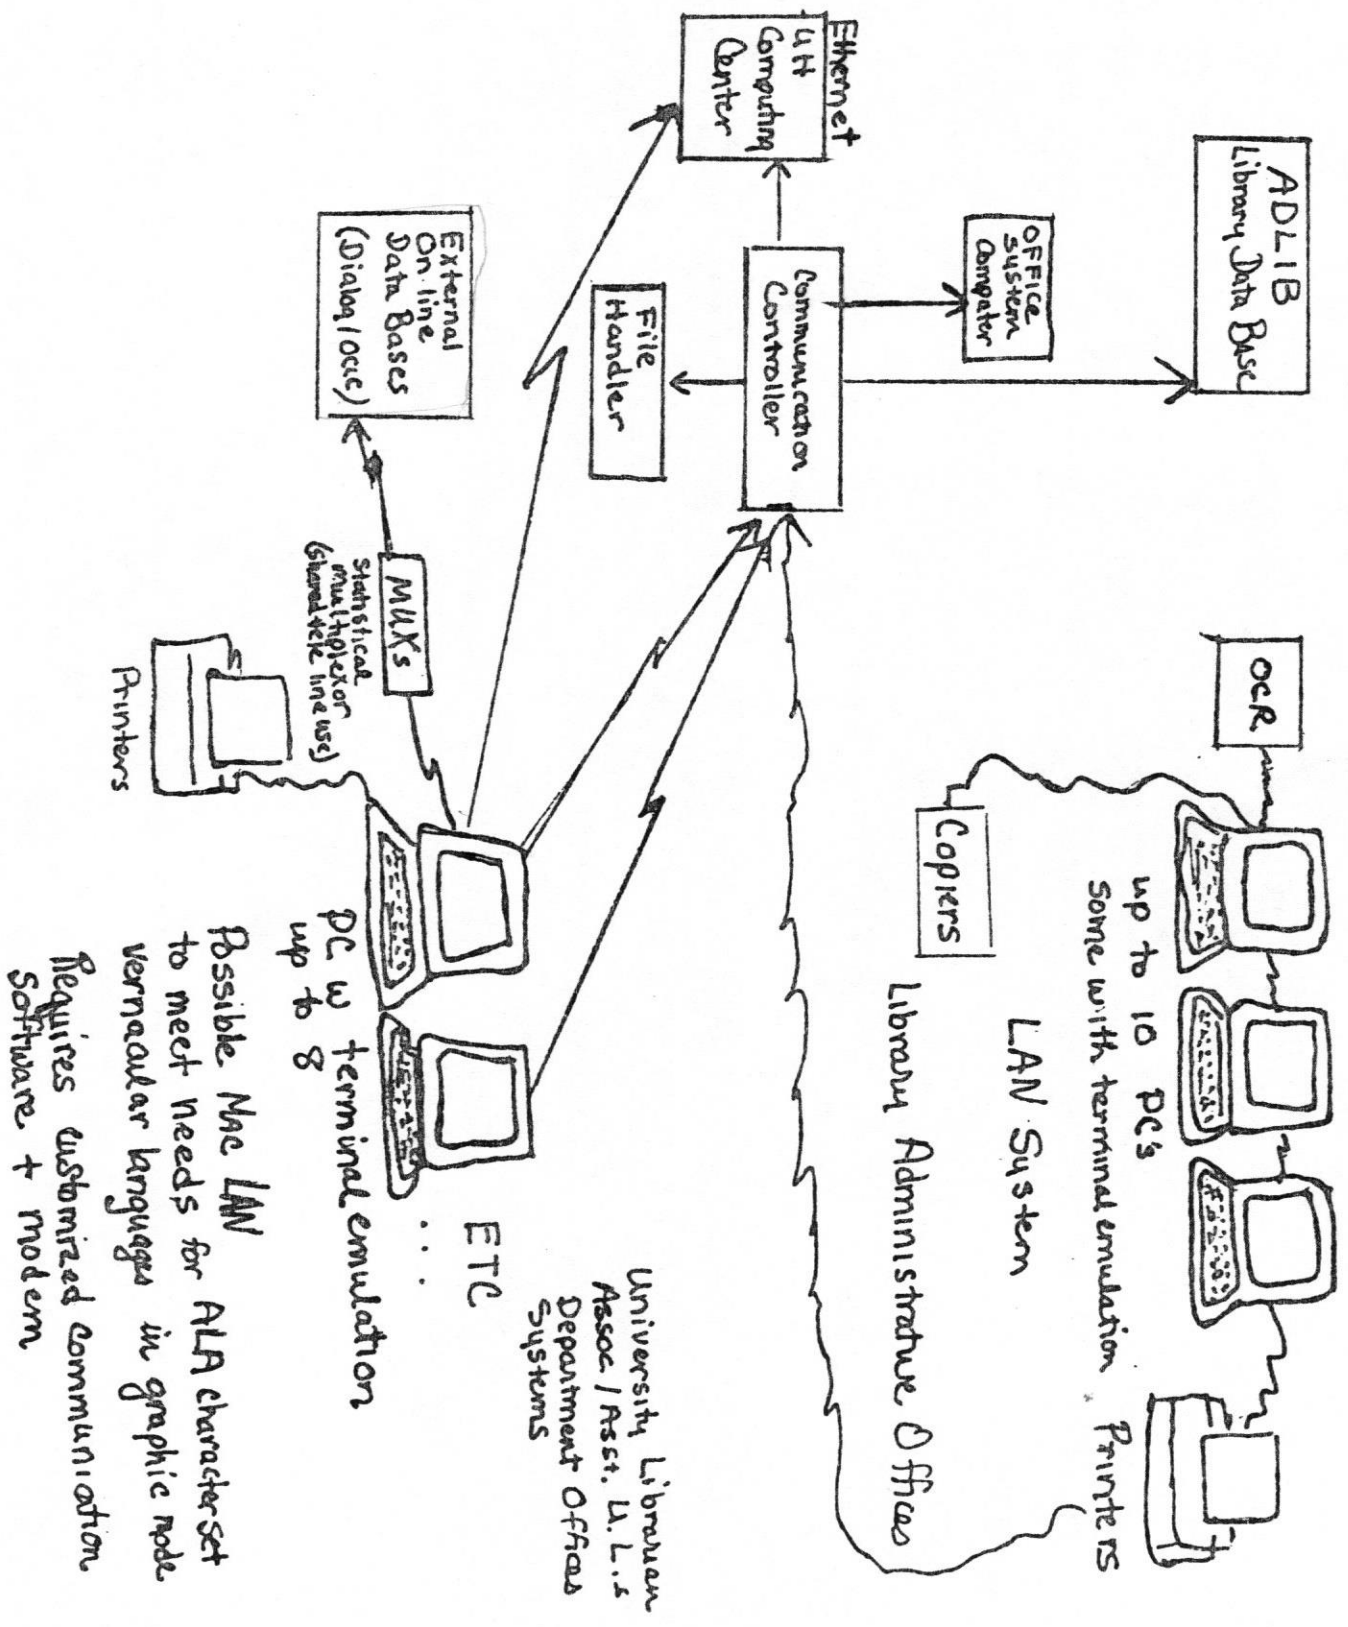 ADLIB
Library Data Base
OFFICE
System
Computer
Ethernet
UH
Computing
Center
Communication
Controller
File
Handler
External
On-line
Data Bases
(Dialog/OCLC)
MUXs
Statistical
multiplexor
(shared tele line use)
Printers
OCR
Copiers
up to 10 PC's
some with terminal emulation
LAN System
Library Administrative Offices
Printers
University Librarian
Assoc./Asst. U.L.s
Department Offices
Systems
ETC
...
PC w terminal emulation
up to 8
Possible Mac LAN
to meet needs for ALA character set
vernacular languages in graphic mode
Requires customized communication
software + modem